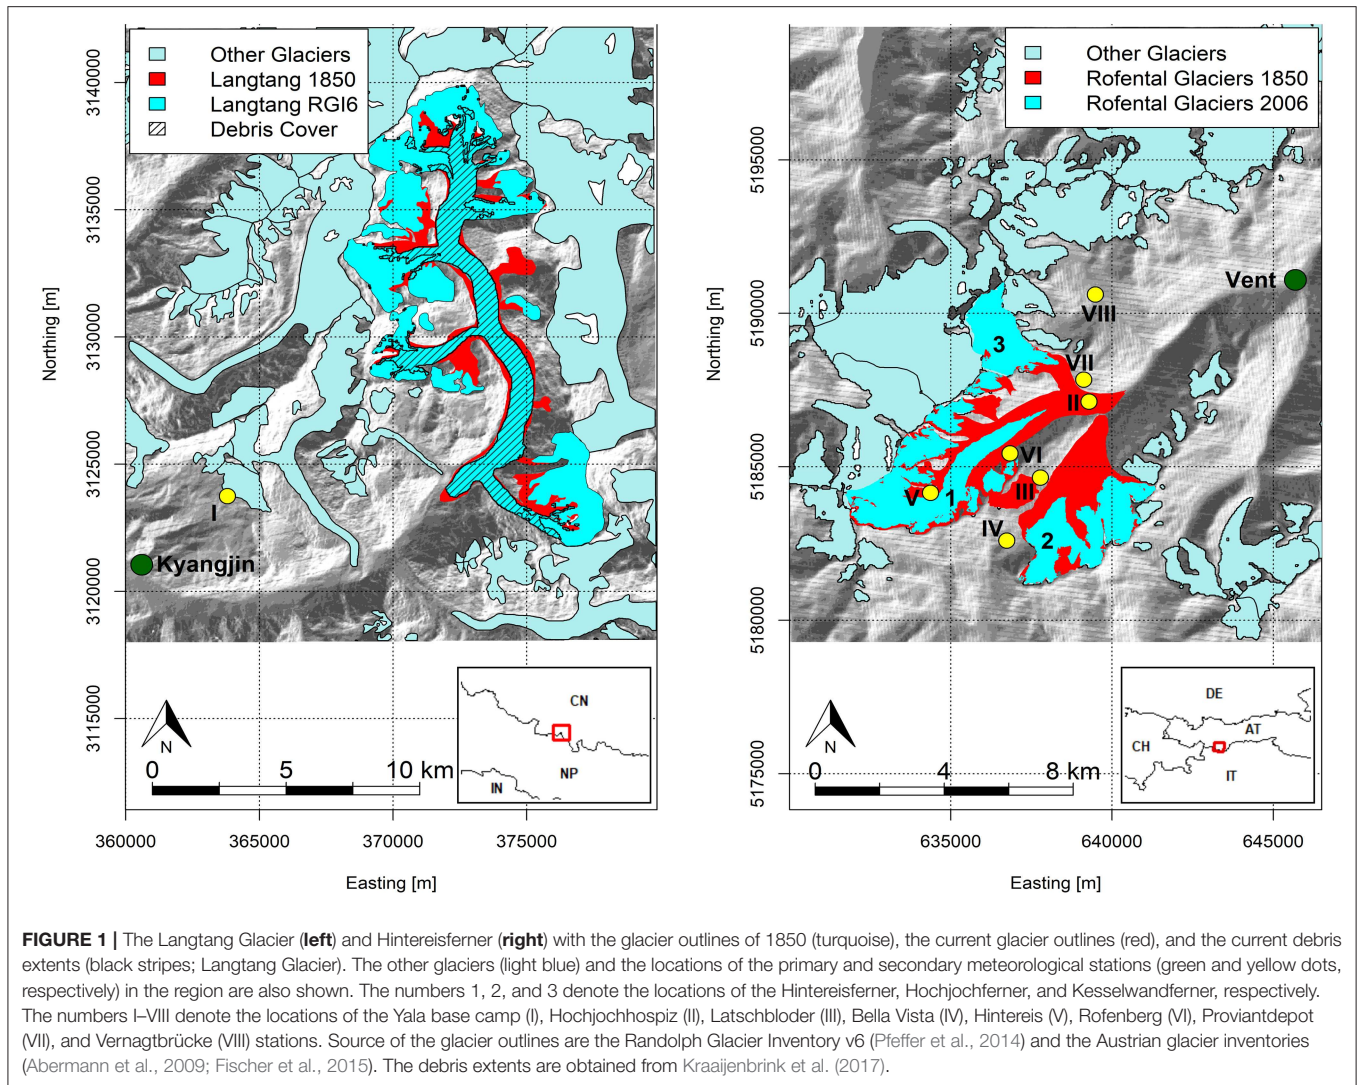 Other Glaciers
Langtang 1850
Langtang RGI6
Debris Cover
3140000
3135000
3130000
3125000
3120000
3115000
Northing [m]
I
Kyangjin
N
0 5 10 km
CN
NP
IN
360000 365000 370000 375000
Easting [m]
Other Glaciers
Rofental Glaciers 1850
Rofental Glaciers 2006
5195000
5190000
5185000
5180000
5175000
Northing [m]
Vent
VIII
3
VII
II
VI
V
1
III
IV
2
N
0 4 8 km
DE
AT
CH
IT
635000 640000 645000
Easting [m]
FIGURE 1 | The Langtang Glacier (left) and Hintereisferner (right) with the glacier outlines of 1850 (turquoise), the current glacier outlines (red), and the current debris
extents (black stripes; Langtang Glacier). The other glaciers (light blue) and the locations of the primary and secondary meteorological stations (green and yellow dots,
respectively) in the region are also shown. The numbers 1, 2, and 3 denote the locations of the Hintereisferner, Hochjochferner, and Kesselwandferner, respectively.
The numbers I–VIII denote the locations of the Yala base camp (I), Hochjochhospiz (II), Latschbloder (III), Bella Vista (IV), Hintereis (V), Rofenberg (VI), Proviantdepot
(VII), and Vernagtbrücke (VIII) stations. Source of the glacier outlines are the Randolph Glacier Inventory v6 (Pfeffer et al., 2014) and the Austrian glacier inventories
(Abermann et al., 2009; Fischer et al., 2015). The debris extents are obtained from Kraaijenbrink et al. (2017).